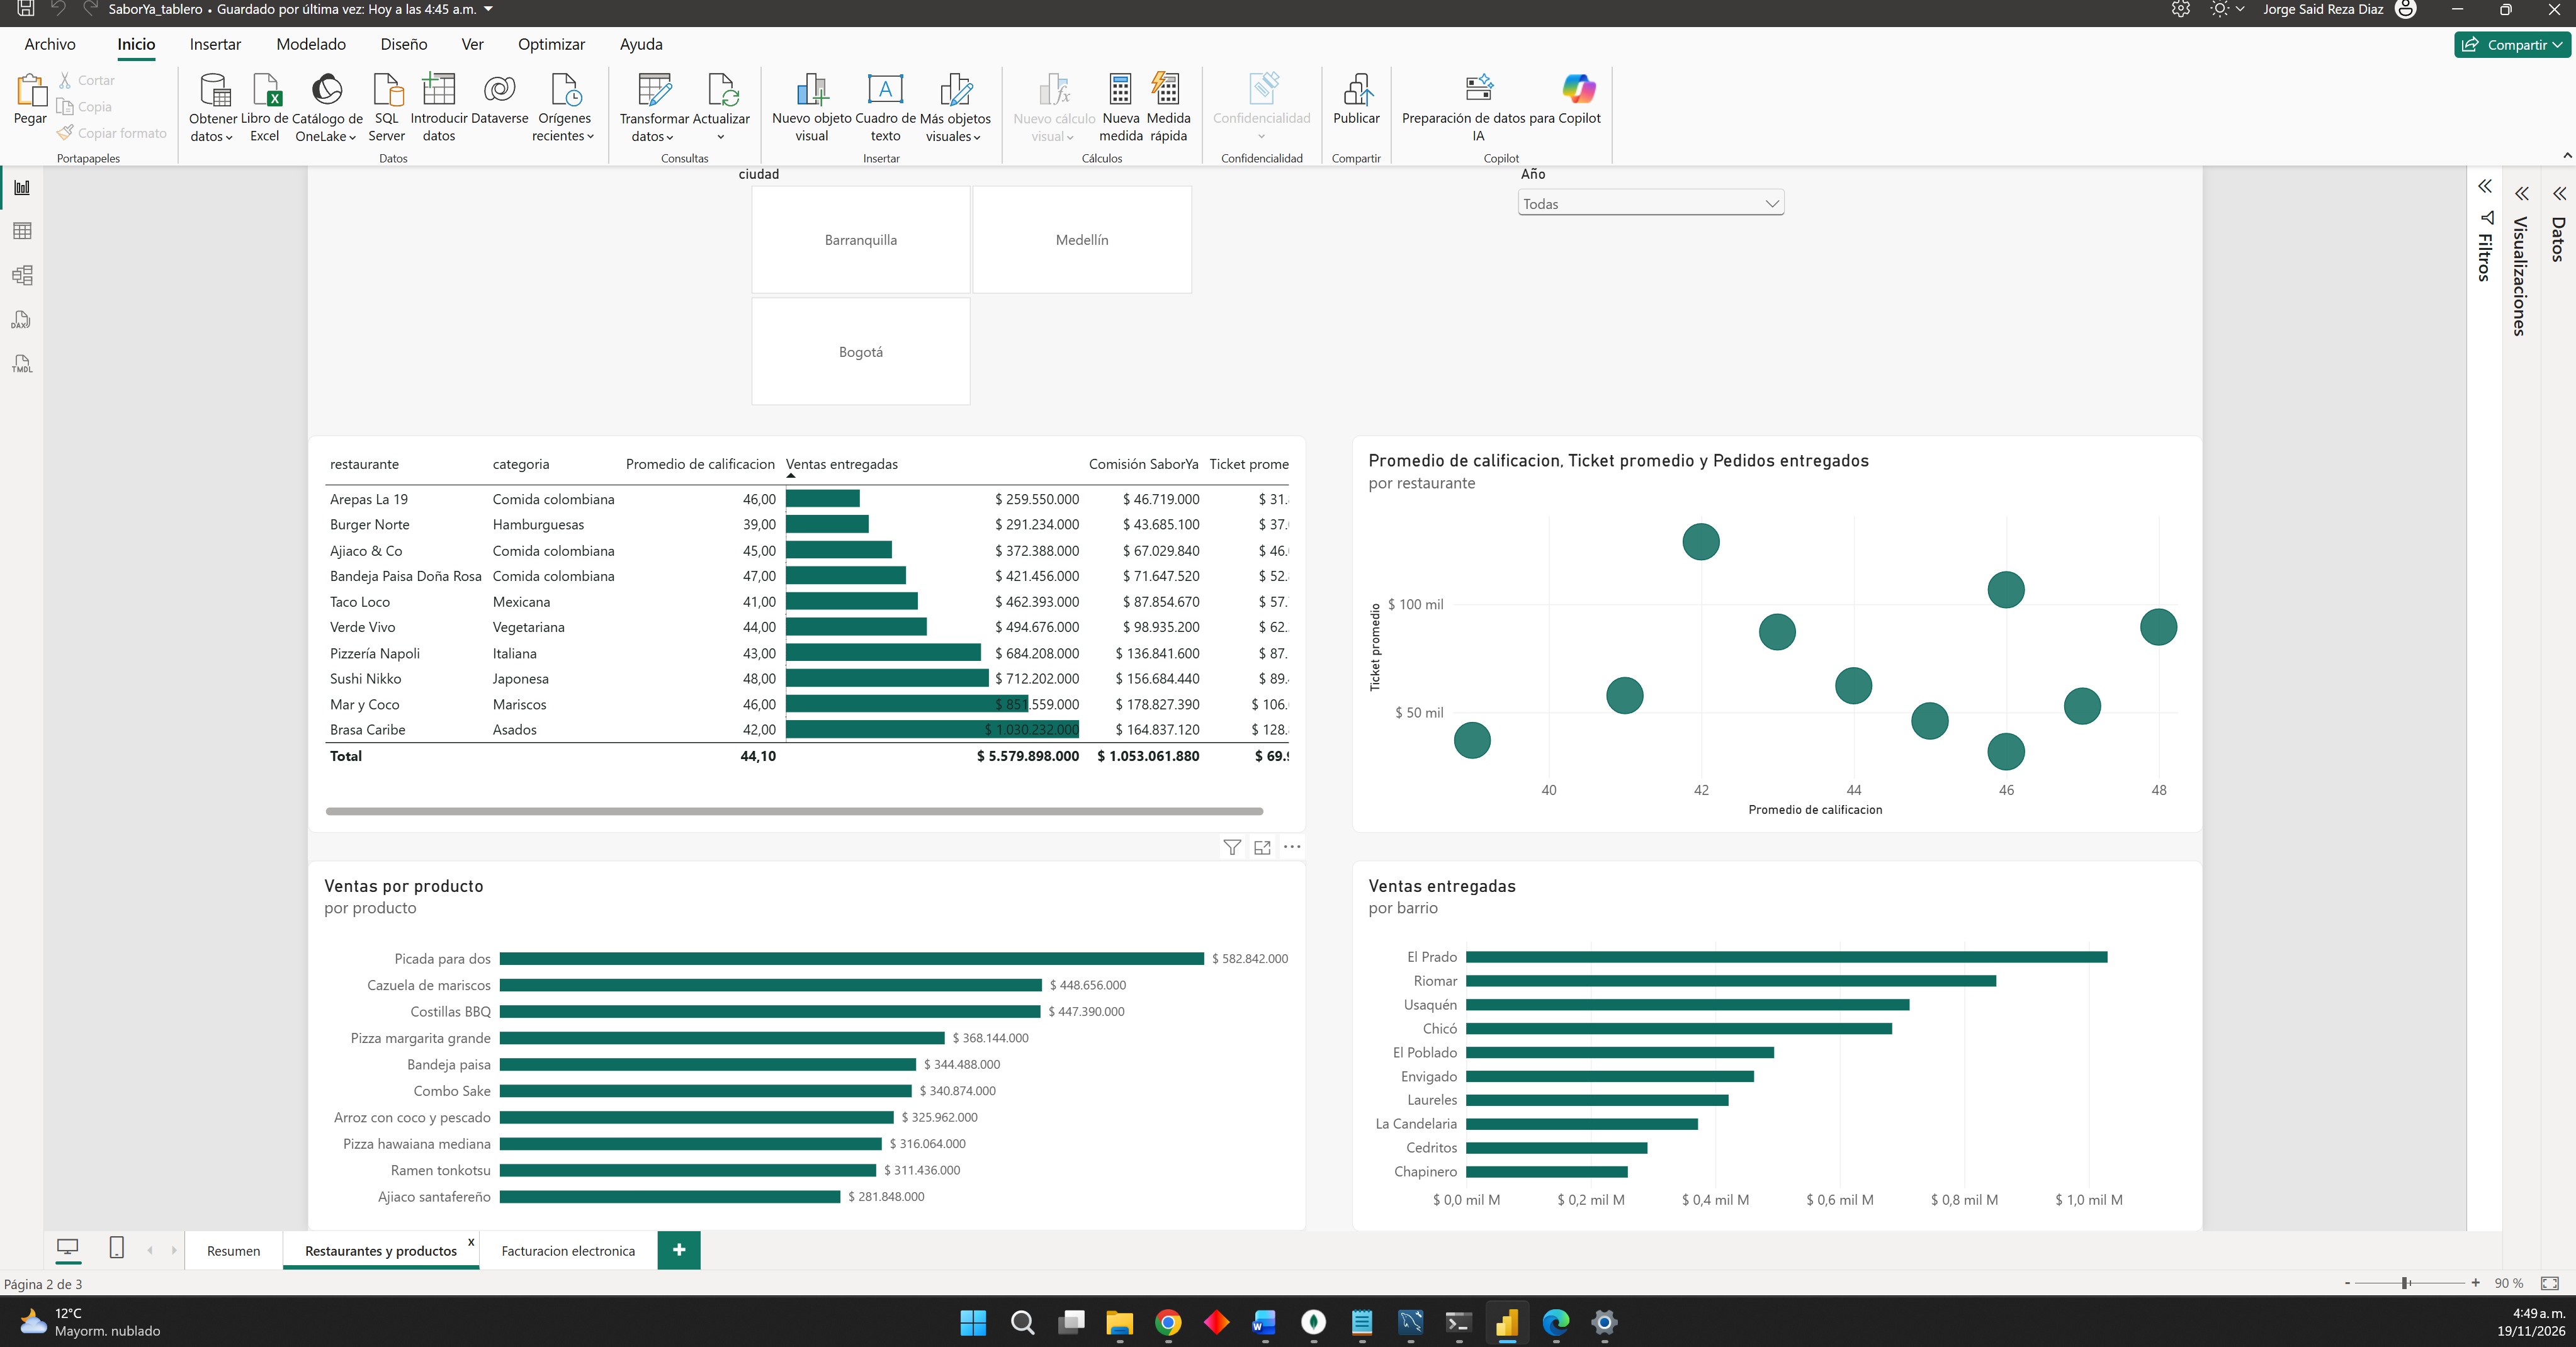 SaborYa_tablero • Guardado por última vez: Hoy a las 4:45 a.m.
Jorge Said Reza Diaz
Archivo Inicio Insertar Modelado Diseño Ver Optimizar Ayuda
Compartir
Pegar
Cortar
Copia
Copiar formato
Portapapeles
Obtener datos
Libro de Excel
Catálogo de OneLake
SQL Server
Introducir datos
Dataverse
Orígenes recientes
Datos
Transformar datos
Actualizar
Consultas
Nuevo objeto visual
Cuadro de texto
Más objetos visuales
Insertar
Nuevo cálculo visual
Nueva medida
Medida rápida
Cálculos
Confidencialidad
Confidencialidad
Publicar
Compartir
Preparación de datos para IA
Copilot
Copilot
DAX
TMDL
ciudad
Barranquilla
Medellín
Bogotá
Año
Todas
Filtros
Visualizaciones
Datos
restaurante categoria Promedio de calificacion Ventas entregadas Comisión SaborYa Ticket prome
Arepas La 19 Comida colombiana 46,00 $ 259.550.000 $ 46.719.000 $ 31.
Burger Norte Hamburguesas 39,00 $ 291.234.000 $ 43.685.100 $ 37.
Ajiaco & Co Comida colombiana 45,00 $ 372.388.000 $ 67.029.840 $ 46.
Bandeja Paisa Doña Rosa Comida colombiana 47,00 $ 421.456.000 $ 71.647.520 $ 52.
Taco Loco Mexicana 41,00 $ 462.393.000 $ 87.854.670 $ 57.
Verde Vivo Vegetariana 44,00 $ 494.676.000 $ 98.935.200 $ 62.
Pizzería Napoli Italiana 43,00 $ 684.208.000 $ 136.841.600 $ 87.
Sushi Nikko Japonesa 48,00 $ 712.202.000 $ 156.684.440 $ 89.
Mar y Coco Mariscos 46,00 $ 851.559.000 $ 178.827.390 $ 106.
Brasa Caribe Asados 42,00 $ 1.030.232.000 $ 164.837.120 $ 128.
Total 44,10 $ 5.579.898.000 $ 1.053.061.880 $ 69.
Promedio de calificacion, Ticket promedio y Pedidos entregados
por restaurante
Ticket promedio
$ 100 mil
$ 50 mil
40 42 44 46 48
Promedio de calificacion
Ventas por producto
por producto
Picada para dos $ 582.842.000
Cazuela de mariscos $ 448.656.000
Costillas BBQ $ 447.390.000
Pizza margarita grande $ 368.144.000
Bandeja paisa $ 344.488.000
Combo Sake $ 340.874.000
Arroz con coco y pescado $ 325.962.000
Pizza hawaiana mediana $ 316.064.000
Ramen tonkotsu $ 311.436.000
Ajiaco santafereño $ 281.848.000
Ventas entregadas
por barrio
El Prado
Riomar
Usaquén
Chicó
El Poblado
Envigado
Laureles
La Candelaria
Cedritos
Chapinero
$ 0,0 mil M $ 0,2 mil M $ 0,4 mil M $ 0,6 mil M $ 0,8 mil M $ 1,0 mil M
Resumen Restaurantes y productos x Facturacion electronica +
Página 2 de 3
- + 90 %
12°C
Mayorm. nublado
4:49 a. m.
19/11/2026